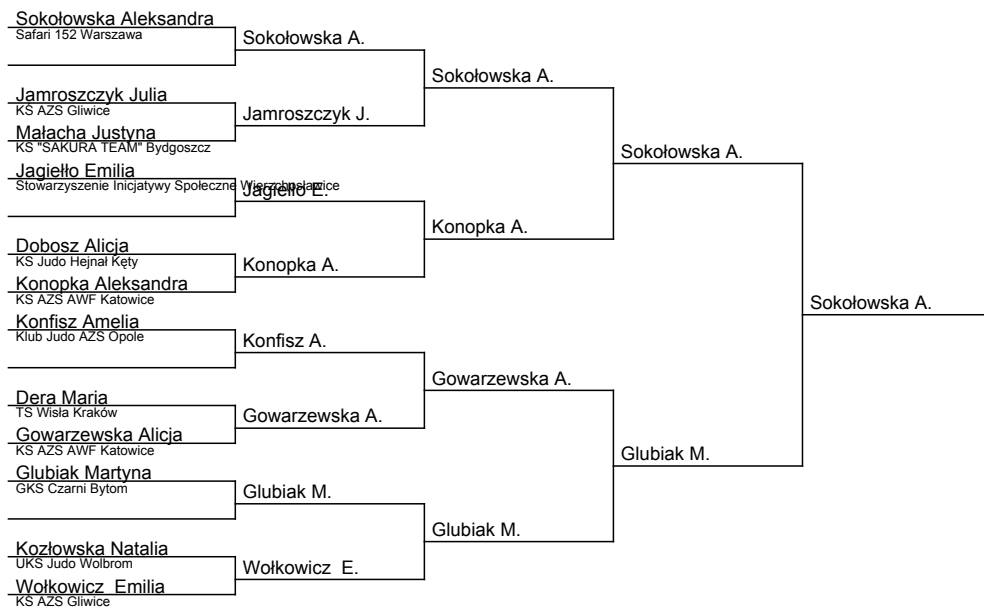 Sokołowska Aleksandra
Safari 152 Warszawa
Sokołowska A.
Sokołowska A.
Jamroszczyk Julia
KS AZS Gliwice
Jamroszczyk J.
Małacha Justyna
KS "SAKURA TEAM" Bydgoszcz
Sokołowska A.
Jagiełło Emilia
Stowarzyszenie Inicjatywy Społeczne Wierzchosławice
Jagiełło E.
Konopka A.
Dobosz Alicja
KS Judo Hejnał Kęty
Konopka A.
Konopka Aleksandra
KS AZS AWF Katowice
Sokołowska A.
Konfisz Amelia
Klub Judo AZS Opole
Konfisz A.
Gowarzewska A.
Dera Maria
TS Wisła Kraków
Gowarzewska A.
Gowarzewska Alicja
KS AZS AWF Katowice
Glubiak M.
Glubiak Martyna
GKS Czarni Bytom
Glubiak M.
Glubiak M.
Kozłowska Natalia
UKS Judo Wolbrom
Wołkowicz  E.
Wołkowicz  Emilia
KS AZS Gliwice